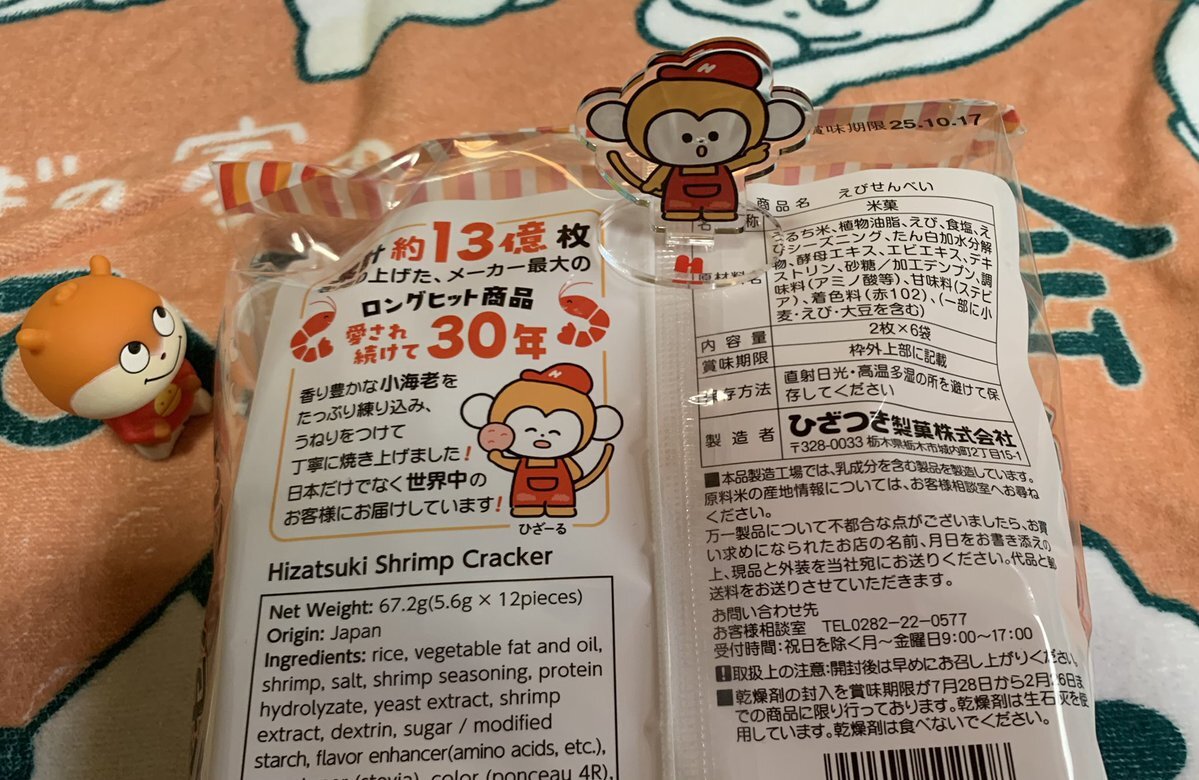 賞味期限 25.10.17
約13億枚
上げた、メーカー最大の
ロングヒット商品
愛され
続けて 30年
香り豊かな小海老を
たっぷり練り込み、
うねりをつけて
丁寧に焼き上げました!
日本だけでなく世界中の
お客様にお届けしています!
ひざーる
Hizatsuki Shrimp Cracker
Net Weight: 67.2g(5.6g × 12pieces)
Origin: Japan
Ingredients: rice, vegetable fat and oil,
shrimp, salt, shrimp seasoning, protein
hydrolyzate, yeast extract, shrimp
extract, dextrin, sugar / modified
starch, flavor enhancer(amino acids, etc.),
(stevia), color (ponceau 4R),
H
H
商品名 えびせんべい
名称 米菓
うるち米、植物油脂、えび、食塩、え
びシーズニング、たん白加水分解
物、酵母エキス、エビエキス、デキ
ストリン、砂糖/加工デンプン、調
味料(アミノ酸等)、甘味料(ステビ
ア)、着色料(赤102)、(一部に小
麦・えび・大豆を含む)
内容量 2枚×6袋
賞味期限 枠外上部に記載
保存方法 直射日光・高温多湿の所を避けて保
存してください
製造者 ひざつき製菓株式会社
〒328-0033 栃木県栃木市城内町2丁目15-1
■本品製造工場では、乳成分を含む製品を製造しています。
原料米の産地情報については、お客様相談室へお尋ね
ください。
万一製品について不都合な点がございましたら、お買
い求めになられたお店の名前、月日をお書き添えの
上、現品と外装を当社宛にお送りください。代品と
送料をお送りさせていただきます。
お問い合わせ先
お客様相談室 TEL0282-22-0577
受付時間:祝日を除く月～金曜日9:00～17:00
!取扱上の注意:開封後は早めにお召し上がりください。
■乾燥剤の封入を賞味期限が7月28日から2月26日ま
での商品に限り行っております。乾燥剤は生石灰を使
用しています。乾燥剤は食べないでください。